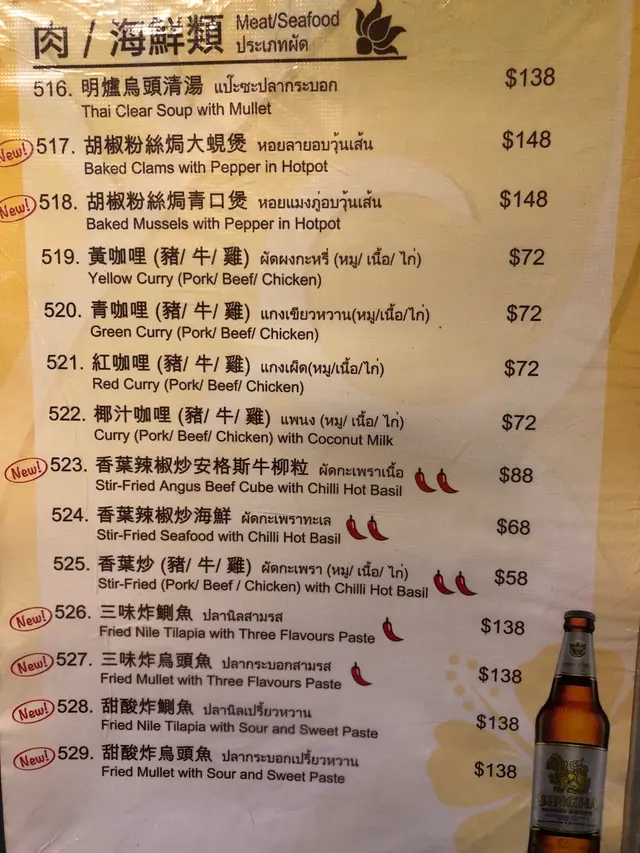 肉 / 海鮮類 Meat/Seafood
ประเภทผัด
516. 明爐烏頭清湯 แป๊ะซะปลากระบอก $138
Thai Clear Soup with Mullet
New! 517. 胡椒粉絲焗大蜆煲 หอยลายอบวุ้นเส้น $148
Baked Clams with Pepper in Hotpot
New! 518. 胡椒粉絲焗青口煲 หอยแมงภู่อบวุ้นเส้น $148
Baked Mussels with Pepper in Hotpot
519. 黃咖哩 (豬/ 牛/ 雞) ผัดผงกะหรี่ (หมู/ เนื้อ/ ไก่) $72
Yellow Curry (Pork/ Beef/ Chicken)
520. 青咖哩 (豬/ 牛/ 雞) แกงเขียวหวาน(หมู/เนื้อ/ไก่) $72
Green Curry (Pork/ Beef/ Chicken)
521. 紅咖哩 (豬/ 牛/ 雞) แกงเผ็ด(หมู/เนื้อ/ไก่) $72
Red Curry (Pork/ Beef/ Chicken)
522. 椰汁咖哩 (豬/ 牛/ 雞) แพนง (หมู/ เนื้อ/ ไก่) $72
Curry (Pork/ Beef/ Chicken) with Coconut Milk
New! 523. 香葉辣椒炒安格斯牛柳粒 ผัดกะเพราเนื้อ $88
Stir-Fried Angus Beef Cube with Chilli Hot Basil
524. 香葉辣椒炒海鮮 ผัดกะเพราทะเล $68
Stir-Fried Seafood with Chilli Hot Basil
525. 香葉炒 (豬/ 牛/ 雞) ผัดกะเพรา (หมู/ เนื้อ/ ไก่) $58
Stir-Fried (Pork/ Beef / Chicken) with Chilli Hot Basil
New! 526. 三味炸鰂魚 ปลานิลสามรส $138
Fried Nile Tilapia with Three Flavours Paste
New! 527. 三味炸烏頭魚 ปลากระบอกสามรส $138
Fried Mullet with Three Flavours Paste
New! 528. 甜酸炸鰂魚 ปลานิลเปรี้ยวหวาน $138
Fried Nile Tilapia with Sour and Sweet Paste
New! 529. 甜酸炸烏頭魚 ปลากระบอกเปรี้ยวหวาน $138
Fried Mullet with Sour and Sweet Paste
SINGHA